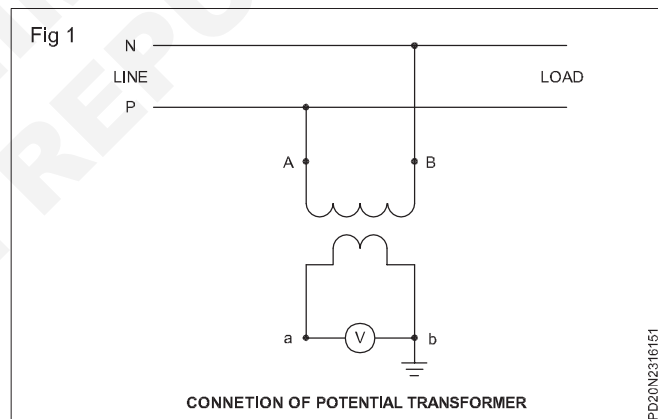 Fig 1
N
LINE
LOAD
P
A
B
a
V
b
CONNETION OF POTENTIAL TRANSFORMER
PD20N2316151